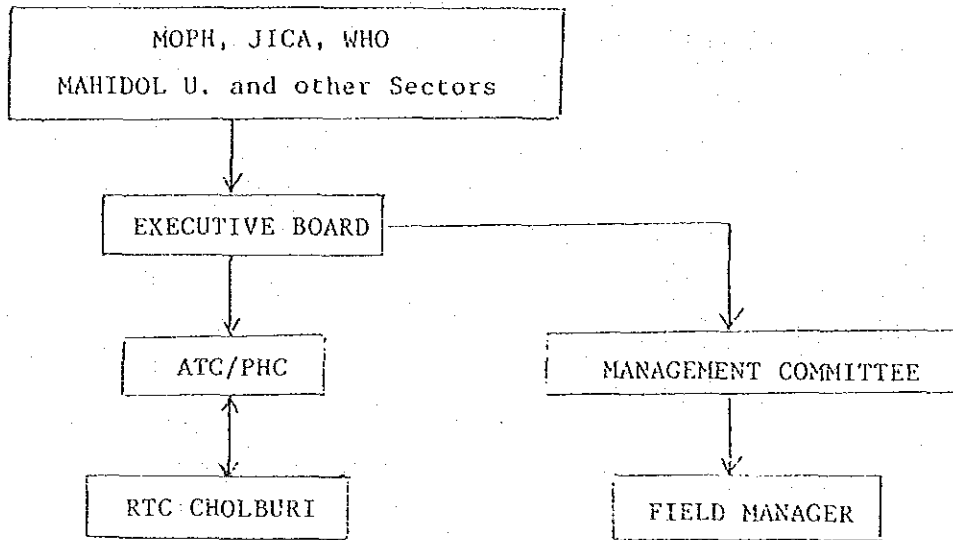 MOPH, JICA, WHO
MAHIDOL U. and other Sectors
EXECUTIVE BOARD
ATC/PHC
MANAGEMENT COMMITTEE
RTC CHOLBURI
FIELD MANAGER